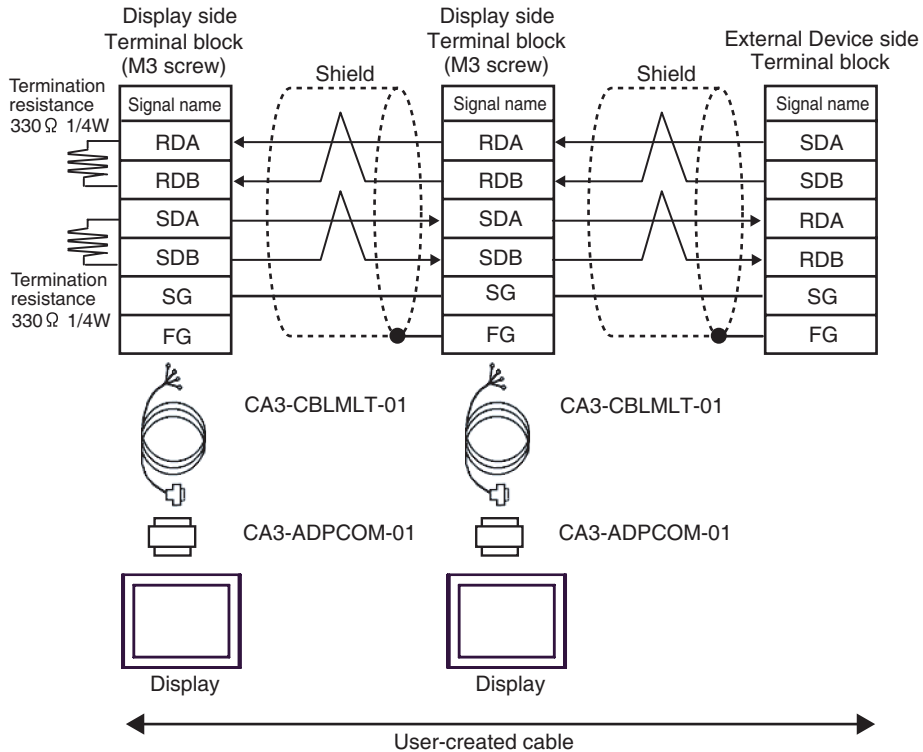 Display side
Terminal block
(M3 screw)
Display side
Terminal block
(M3 screw)
External Device side
Terminal block
Termination
resistance
330Ω 1/4W
Shield
Shield
Signal name
Signal name
Signal name
RDA
RDA
SDA
RDB
RDB
SDB
SDA
SDA
RDA
SDB
SDB
RDB
Termination
resistance
330Ω 1/4W
SG
SG
SG
FG
FG
FG
CA3-CBLMLT-01
CA3-CBLMLT-01
CA3-ADPCOM-01
CA3-ADPCOM-01
Display
Display
User-created cable